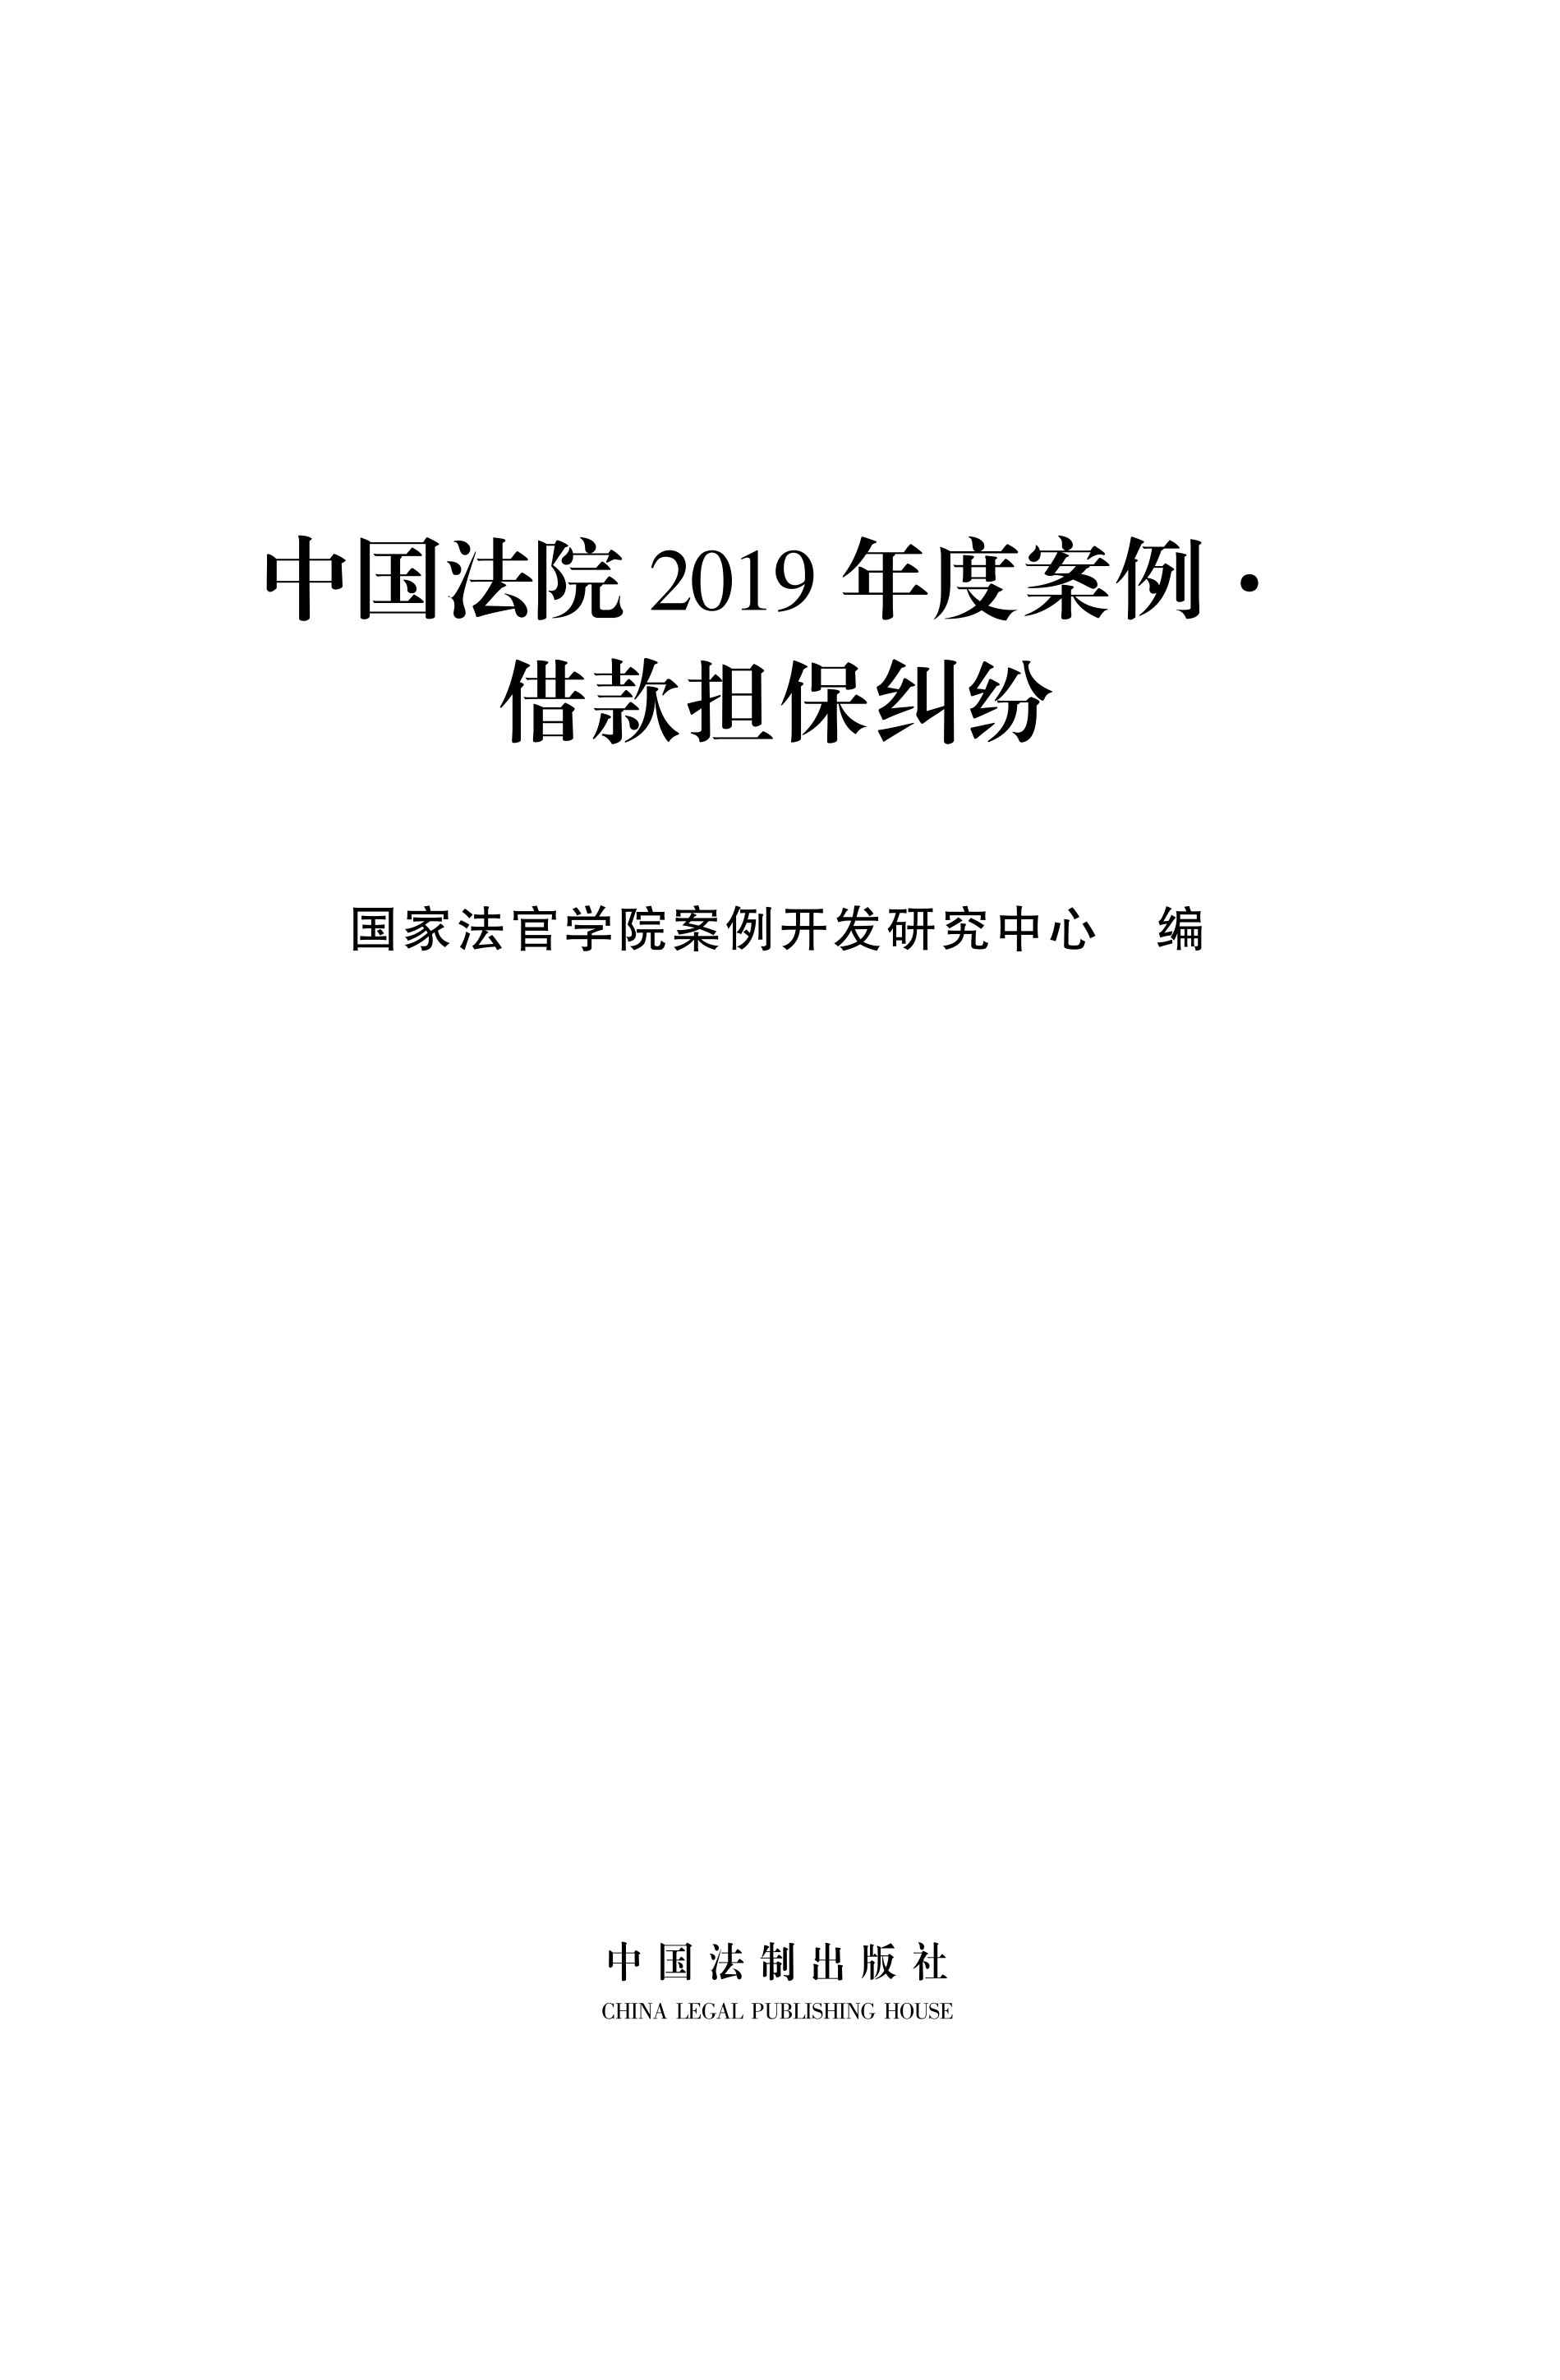 中国法院 2019 年度案例·
借款担保纠纷
国家法官学院案例开发研究中心 编
中国法制出版社
CHINA LEGAL PUBLISHING HOUSE